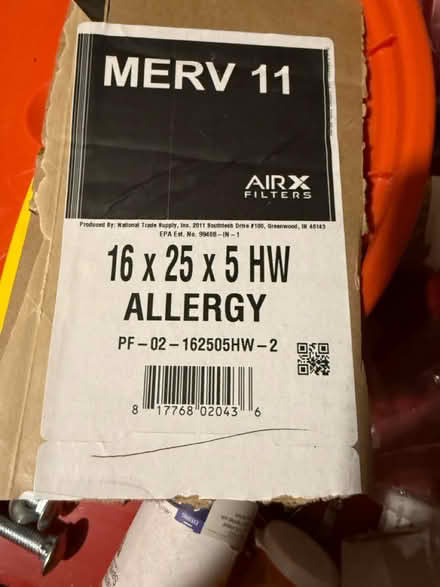 MERV 11
AIRX
FILTERS
Produced By: National Trade Supply, Inc. 2011 Southtech Drive #100, Greenwood, IN 46143
EPA Est. No. 99408-IN-1
16 x 25 x 5 HW
ALLERGY
PF-02-162505HW-2
8 17768 02043 6